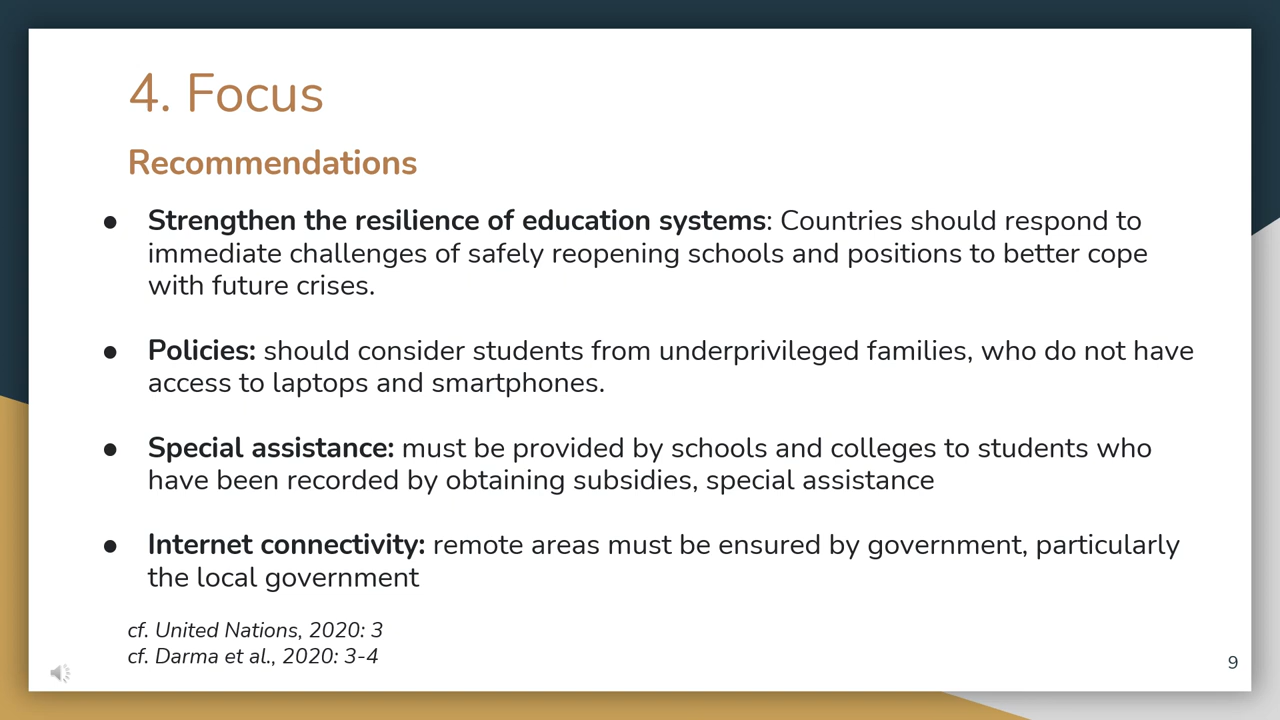 4. Focus
Recommendations
● Strengthen the resilience of education systems: Countries should respond to
immediate challenges of safely reopening schools and positions to better cope
with future crises.
● Policies: should consider students from underprivileged families, who do not have
access to laptops and smartphones.
● Special assistance: must be provided by schools and colleges to students who
have been recorded by obtaining subsidies, special assistance
● Internet connectivity: remote areas must be ensured by government, particularly
the local government
cf. United Nations, 2020: 3
cf. Darma et al., 2020: 3-4
9